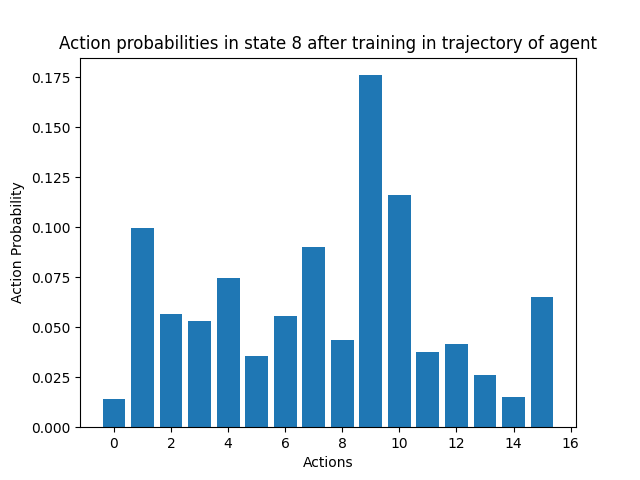 Action probabilities in state 8 after training in trajectory of agent
0.175
0.150
0.125
0.100
0.075
0.050
0.025
0.000
Action Probability
0 2 4 6 8 10 12 14 16
Actions